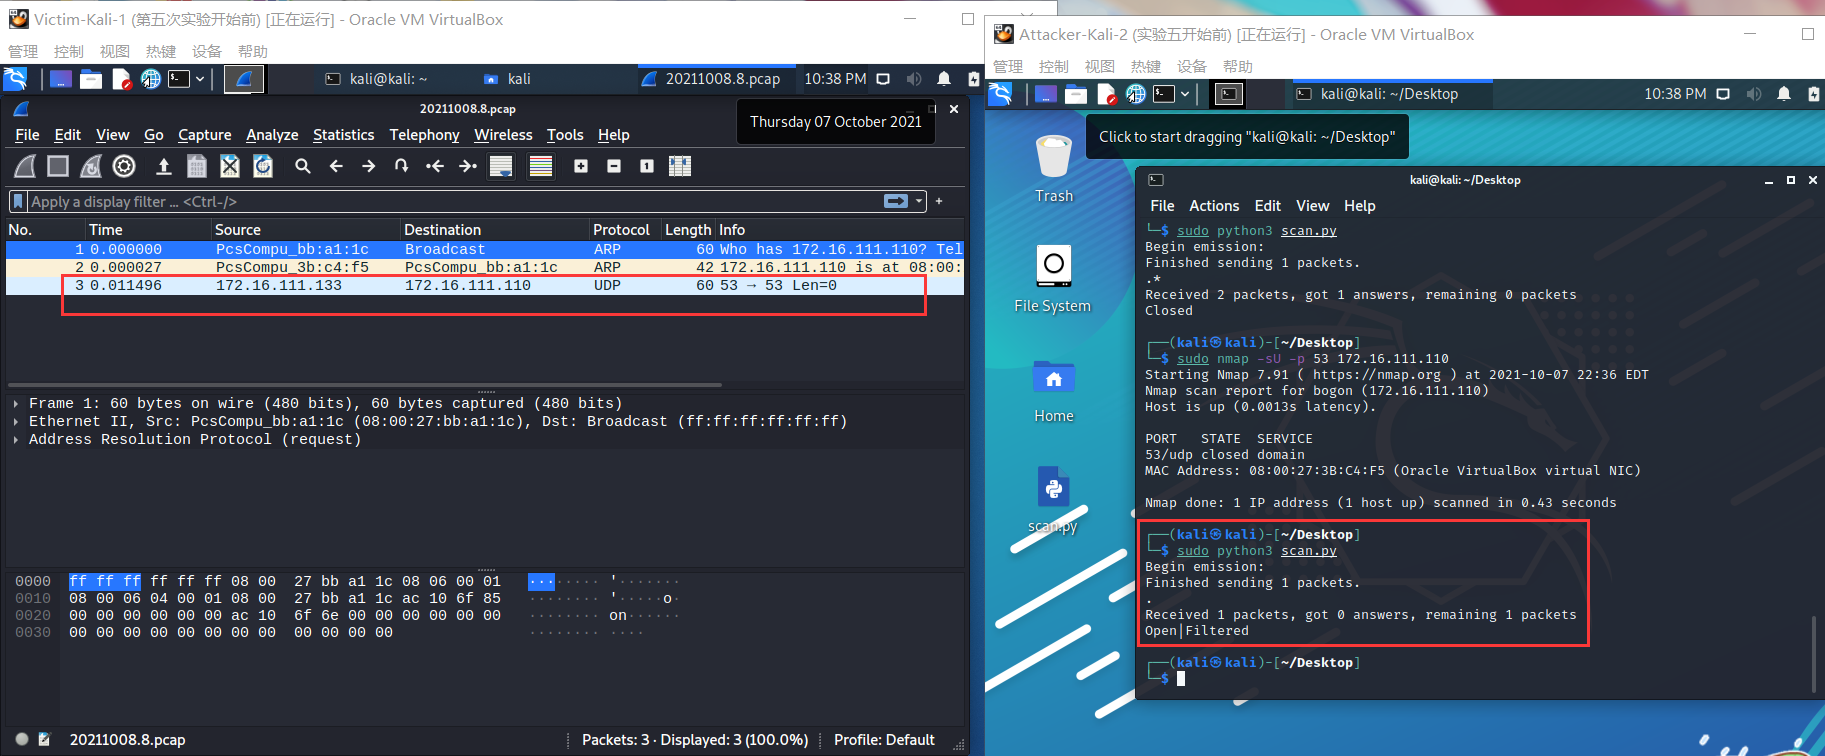 Victim-Kali-1 (第五次实验开始前) [正在运行] - Oracle VM VirtualBox
管理 控制 视图 热键 设备 帮助
kali@kali: ~ kali 20211008.8.pcap 10:38 PM
20211008.8.pcap
Thursday 07 October 2021
File Edit View Go Capture Analyze Statistics Telephony Wireless Tools Help
Apply a display filter ... <Ctrl-/>
No. Time Source Destination Protocol Length Info
1 0.000000 PcsCompu_bb:a1:1c Broadcast ARP 60 Who has 172.16.111.110? Tel
2 0.000027 PcsCompu_3b:c4:f5 PcsCompu_bb:a1:1c ARP 42 172.16.111.110 is at 08:00:
3 0.011496 172.16.111.133 172.16.111.110 UDP 60 53 → 53 Len=0
Frame 1: 60 bytes on wire (480 bits), 60 bytes captured (480 bits)
Ethernet II, Src: PcsCompu_bb:a1:1c (08:00:27:bb:a1:1c), Dst: Broadcast (ff:ff:ff:ff:ff:ff)
Address Resolution Protocol (request)
0000 ff ff ff ff ff ff 08 00 27 bb a1 1c 08 06 00 01 ········ '·······
0010 08 00 06 04 00 01 08 00 27 bb a1 1c ac 10 6f 85 ········ '·····o·
0020 00 00 00 00 00 00 ac 10 6f 6e 00 00 00 00 00 00 ········ on······
0030 00 00 00 00 00 00 00 00 00 00 00 00 ········ ····
20211008.8.pcap Packets: 3 · Displayed: 3 (100.0%) Profile: Default
Attacker-Kali-2 (实验五开始前) [正在运行] - Oracle VM VirtualBox
管理 控制 视图 热键 设备 帮助
kali@kali: ~/Desktop 10:38 PM
Click to start dragging "kali@kali: ~/Desktop"
Trash
File System
Home
scan.py
kali@kali: ~/Desktop
File Actions Edit View Help
└─$ sudo python3 scan.py
Begin emission:
Finished sending 1 packets.
.*
Received 2 packets, got 1 answers, remaining 0 packets
Closed
┌──(kali㉿kali)-[~/Desktop]
└─$ sudo nmap -sU -p 53 172.16.111.110
Starting Nmap 7.91 ( https://nmap.org ) at 2021-10-07 22:36 EDT
Nmap scan report for bogon (172.16.111.110)
Host is up (0.0013s latency).
PORT STATE SERVICE
53/udp closed domain
MAC Address: 08:00:27:3B:C4:F5 (Oracle VirtualBox virtual NIC)
Nmap done: 1 IP address (1 host up) scanned in 0.43 seconds
┌──(kali㉿kali)-[~/Desktop]
└─$ sudo python3 scan.py
Begin emission:
Finished sending 1 packets.
.
Received 1 packets, got 0 answers, remaining 1 packets
Open|Filtered
┌──(kali㉿kali)-[~/Desktop]
└─$